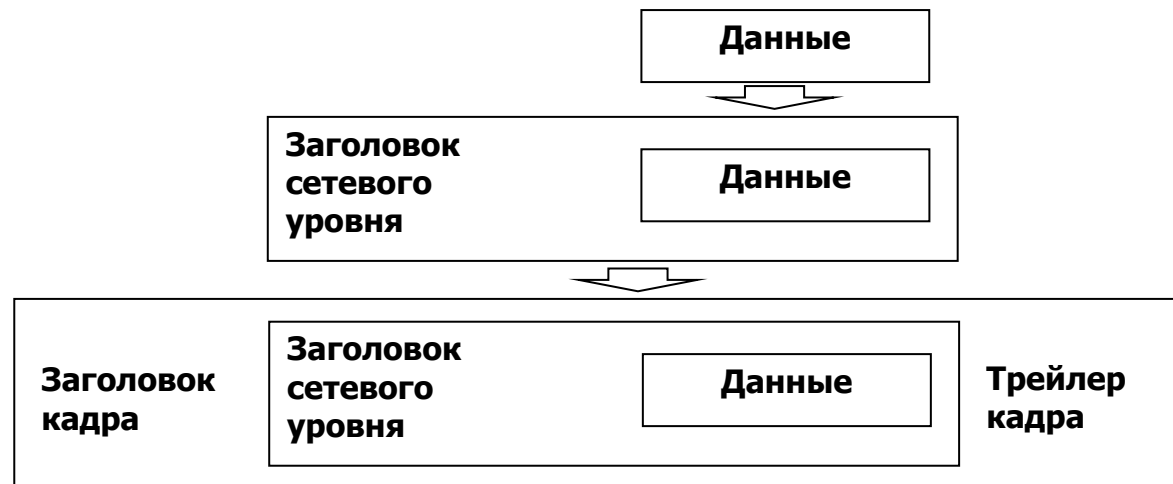 Данные
Заголовок
сетевого
уровня
Данные
Заголовок
кадра
Заголовок
сетевого
уровня
Данные
Трейлер
кадра